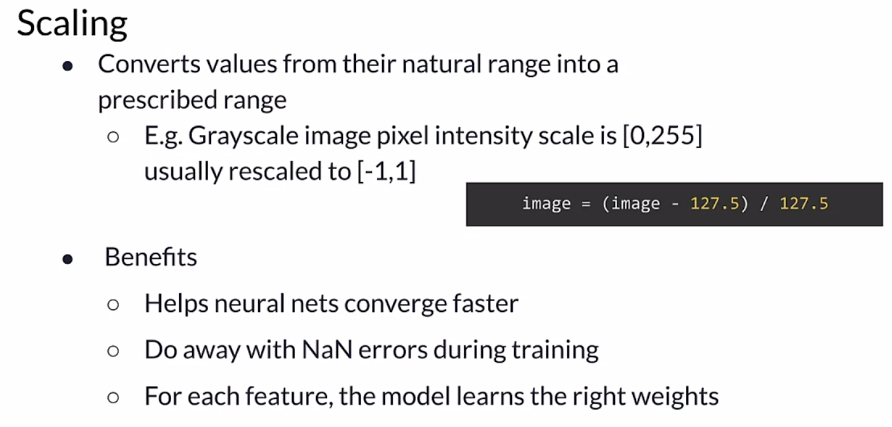 Scaling
● Converts values from their natural range into a
prescribed range
○ E.g. Grayscale image pixel intensity scale is [0,255]
usually rescaled to [-1,1]
image = (image - 127.5) / 127.5
● Benefits
○ Helps neural nets converge faster
○ Do away with NaN errors during training
○ For each feature, the model learns the right weights